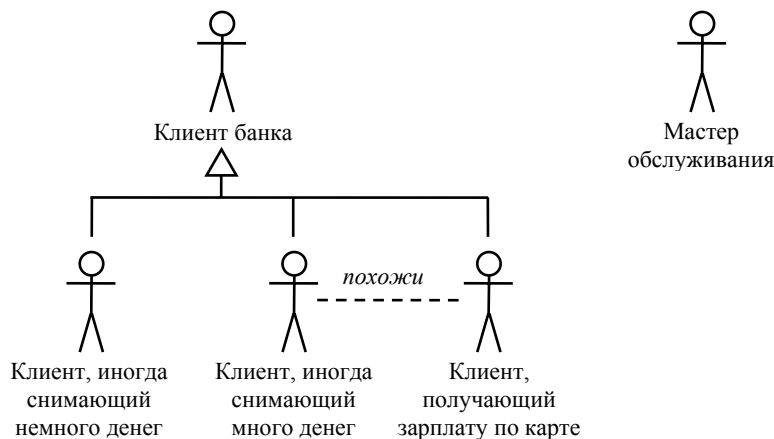 Клиент банка
Мастер
обслуживания
похожи
Клиент, иногда
снимающий
немного денег
Клиент, иногда
снимающий
много денег
Клиент,
получающий
зарплату по карте